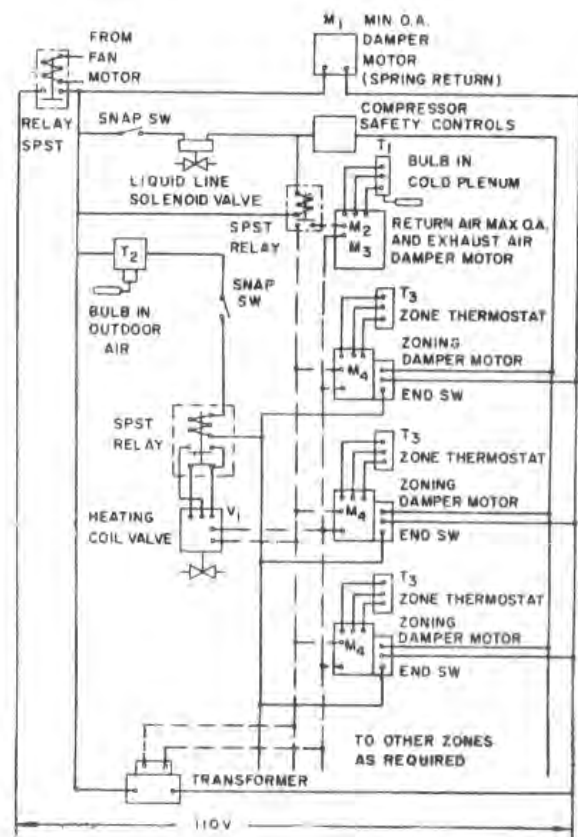 M1
MIN. O.A.
DAMPER
MOTOR
(SPRING RETURN)
FROM
FAN
MOTOR
RELAY
SPST
SNAP SW
COMPRESSOR
SAFETY CONTROLS
LIQUID LINE
SOLENOID VALVE
T1
BULB IN
COLD PLENUM
SPST
RELAY
M2
M3
RETURN AIR MAX O.A.
AND EXHAUST AIR
DAMPER MOTOR
T2
BULB IN
OUTDOOR
AIR
SNAP
SW
T3
ZONE THERMOSTAT
ZONING
DAMPER MOTOR
M4
END SW
SPST
RELAY
T3
ZONE THERMOSTAT
HEATING
COIL VALVE
V1
ZONING
DAMPER MOTOR
M4
END SW
T3
ZONE THERMOSTAT
ZONING
DAMPER MOTOR
M4
END SW
TO OTHER ZONES
AS REQUIRED
TRANSFORMER
110V